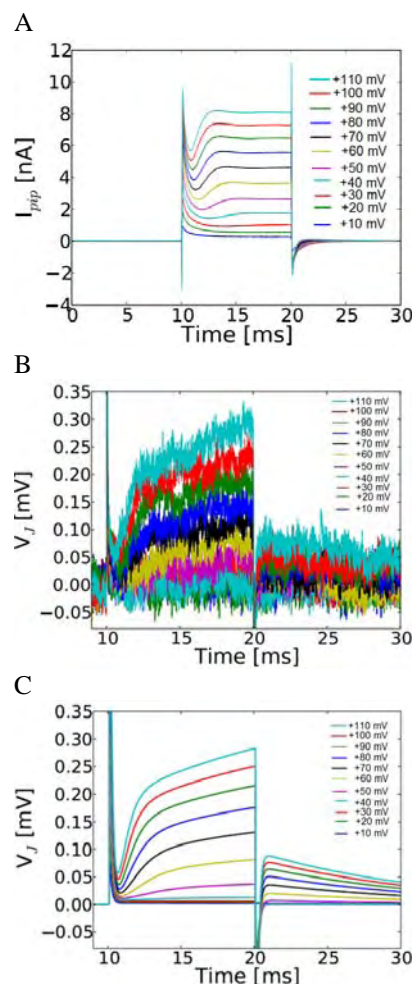 A
12
10
8
6
4
2
0
−2
−4
I_pip [nA]
+110 mV
+100 mV
+90 mV
+80 mV
+70 mV
+60 mV
+50 mV
+40 mV
+30 mV
+20 mV
+10 mV
0 5 10 15 20 25 30
Time [ms]
B
0.35
0.30
0.25
0.20
0.15
0.10
0.05
0.00
−0.05
V_J [mV]
+110 mV
+100 mV
+90 mV
+80 mV
+70 mV
+60 mV
+50 mV
+40 mV
+30 mV
+20 mV
+10 mV
10 15 20 25 30
Time [ms]
C
0.35
0.30
0.25
0.20
0.15
0.10
0.05
0.00
−0.05
V_J [mV]
+110 mV
+100 mV
+90 mV
+80 mV
+70 mV
+60 mV
+50 mV
+40 mV
+30 mV
+20 mV
+10 mV
10 15 20 25 30
Time [ms]